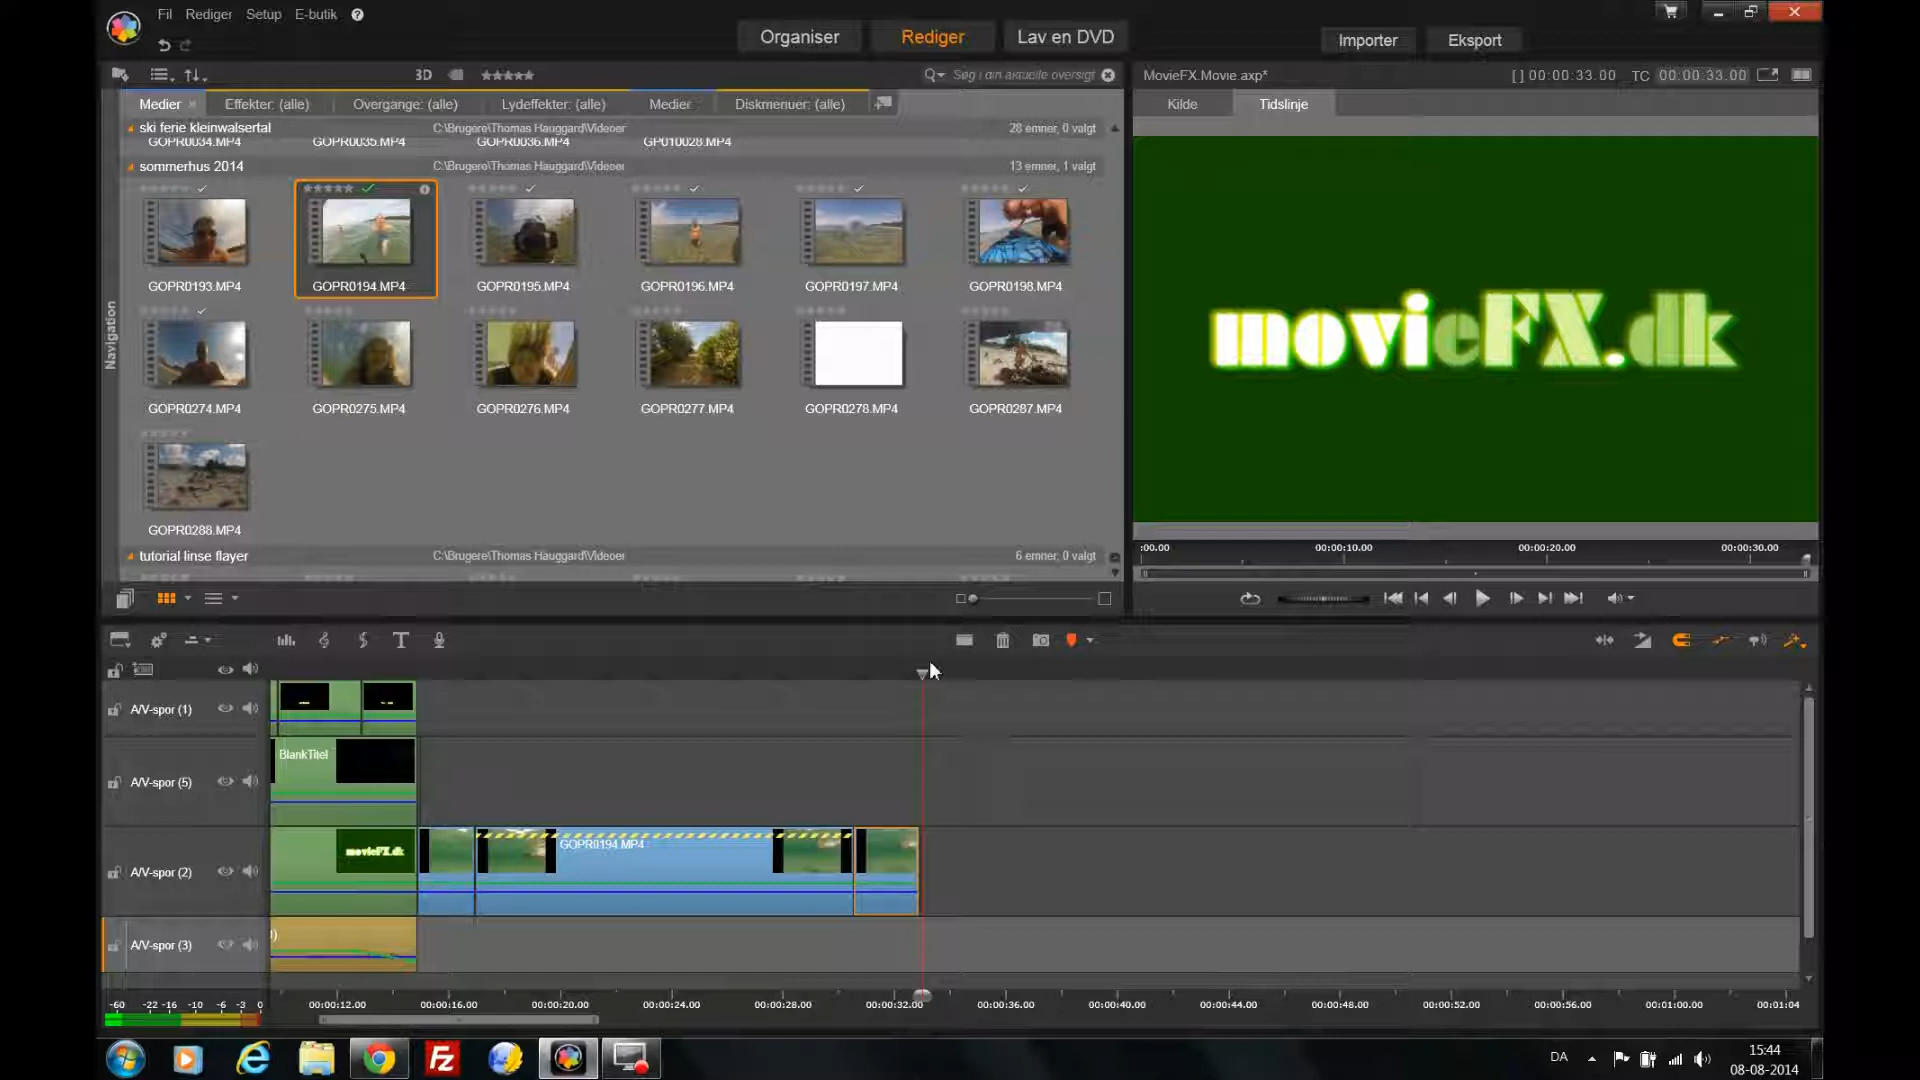 Fil Rediger Setup E-butik ?
Organiser Rediger Lav en DVD
Importer Eksport
3D Søg i din aktuelle oversigt
MovieFX.Movie.axp* [ ] 00:00:33.00 TC 00:00:33.00
Medier Effekter: (alle) Overgange: (alle) Lydeffekter: (alle) Medier Diskmenuer: (alle)
Kilde Tidslinje
ski ferie kleinwalsertal C:\Brugere\Thomas Hauggard\Videoer 28 emner, 0 valgt
GOPR0034.MP4 GOPR0035.MP4 GOPR0036.MP4 GP010028.MP4
sommerhus 2014 C:\Brugere\Thomas Hauggard\Videoer 13 emner, 1 valgt
GOPR0193.MP4 GOPR0194.MP4 GOPR0195.MP4 GOPR0196.MP4 GOPR0197.MP4 GOPR0198.MP4
movieFX.dk
Navigation
GOPR0274.MP4 GOPR0275.MP4 GOPR0276.MP4 GOPR0277.MP4 GOPR0278.MP4 GOPR0287.MP4
GOPR0288.MP4
tutorial linse flayer C:\Brugere\Thomas Hauggard\Videoer 6 emner, 0 valgt
:00.00 00:00:10.00 00:00:20.00 00:00:30.00
A/V-spor (1)
BlankTitel
A/V-spor (5)
movieFX.dk
GOPR0194.MP4
A/V-spor (2)
A/V-spor (3)
-60 -22 -16 -10 -6 -3 0 00:00:12.00 00:00:16.00 00:00:20.00 00:00:24.00 00:00:28.00 00:00:32.00 00:00:36.00 00:00:40.00 00:00:44.00 00:00:48.00 00:00:52.00 00:00:56.00 00:01:00.00 00:01:04
DA
15:44
08-08-2014